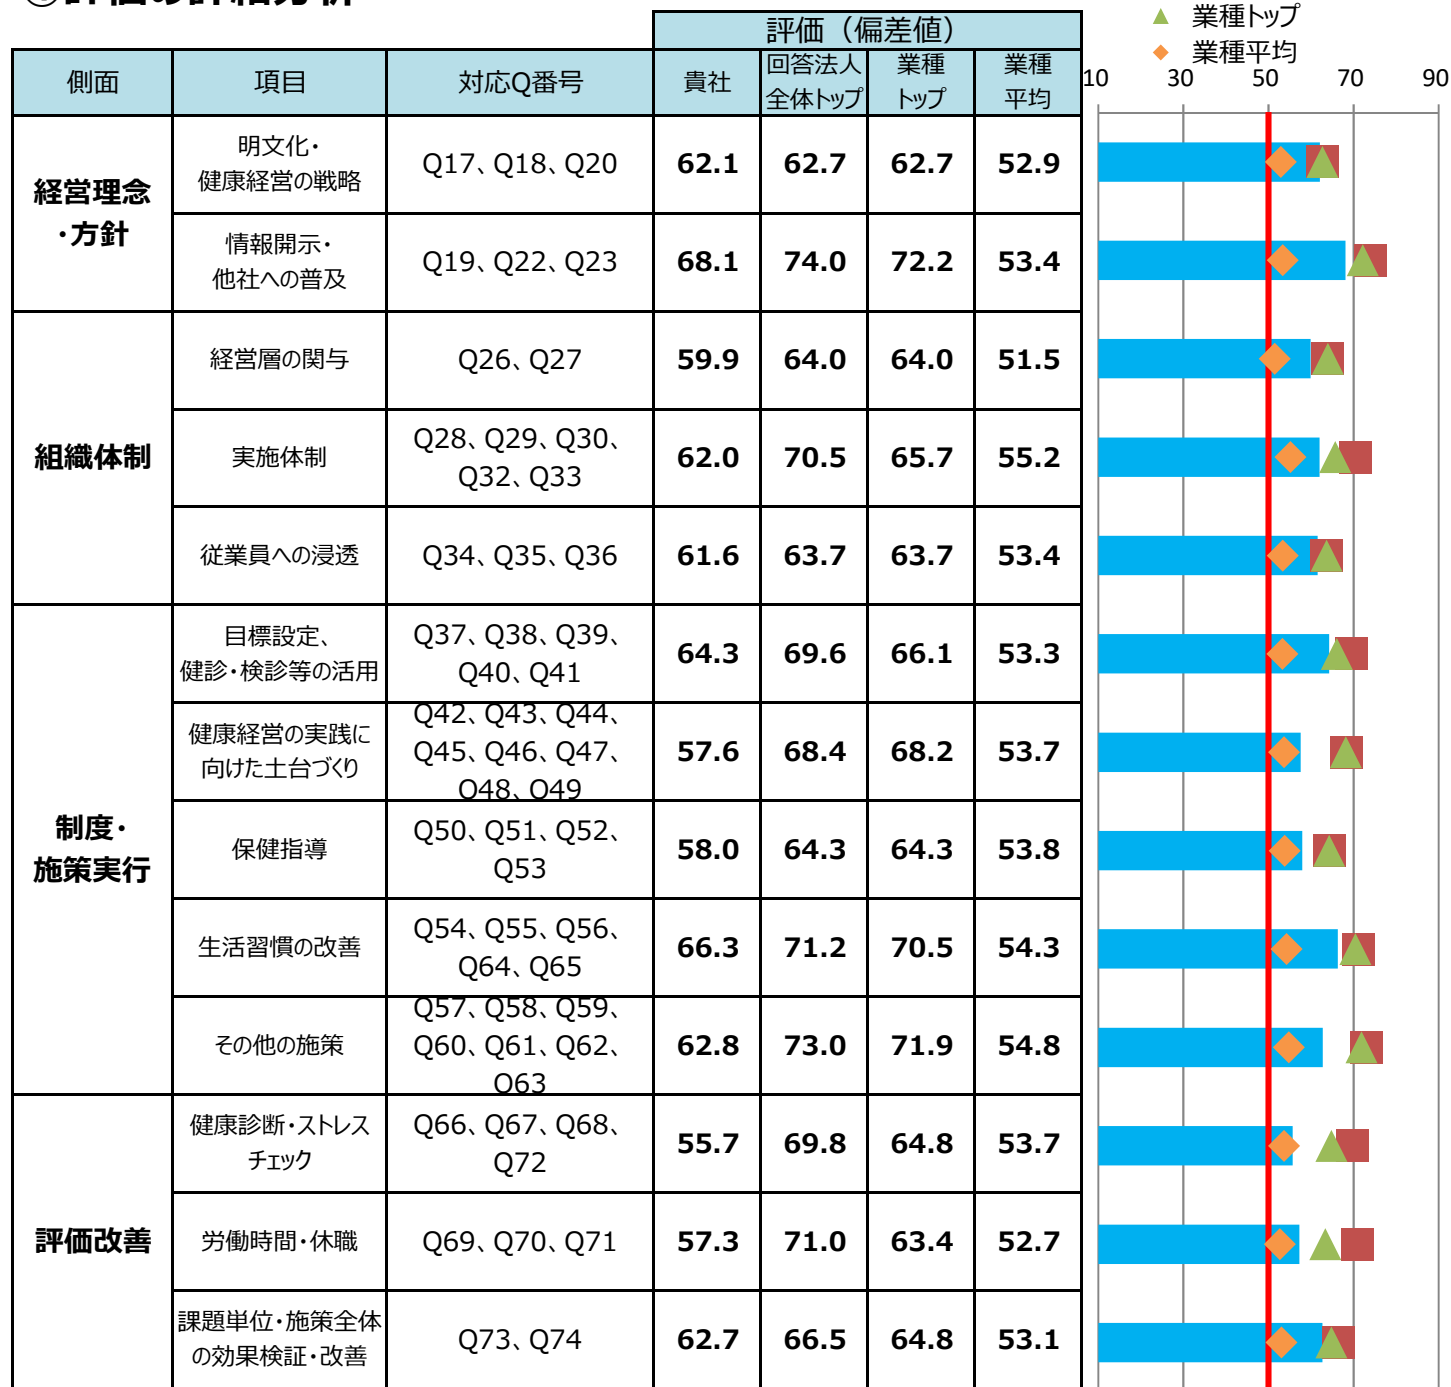 評価（偏差値）
業種トップ
業種平均
側面 項目 対応Q番号 貴社 回答法人 業種 業種
全体トップ トップ 平均
10 30 50 70 90
経営理念
・方針
明文化・
健康経営の戦略
Q17、Q18、Q20 62.1 62.7 62.7 52.9
情報開示・
他社への普及
Q19、Q22、Q23 68.1 74.0 72.2 53.4
組織体制
経営層の関与 Q26、Q27 59.9 64.0 64.0 51.5
実施体制
Q28、Q29、Q30、
Q32、Q33
62.0 70.5 65.7 55.2
従業員への浸透 Q34、Q35、Q36 61.6 63.7 63.7 53.4
制度・
施策実行
目標設定、
健診・検診等の活用
Q37、Q38、Q39、
Q40、Q41
64.3 69.6 66.1 53.3
健康経営の実践に
向けた土台づくり
Q42、Q43、Q44、
Q45、Q46、Q47、
Q48、Q49
57.6 68.4 68.2 53.7
保健指導
Q50、Q51、Q52、
Q53
58.0 64.3 64.3 53.8
生活習慣の改善
Q54、Q55、Q56、
Q64、Q65
66.3 71.2 70.5 54.3
その他の施策
Q57、Q58、Q59、
Q60、Q61、Q62、
Q63
62.8 73.0 71.9 54.8
評価改善
健康診断・ストレス
チェック
Q66、Q67、Q68、
Q72
55.7 69.8 64.8 53.7
労働時間・休職 Q69、Q70、Q71 57.3 71.0 63.4 52.7
課題単位・施策全体
の効果検証・改善
Q73、Q74 62.7 66.5 64.8 53.1